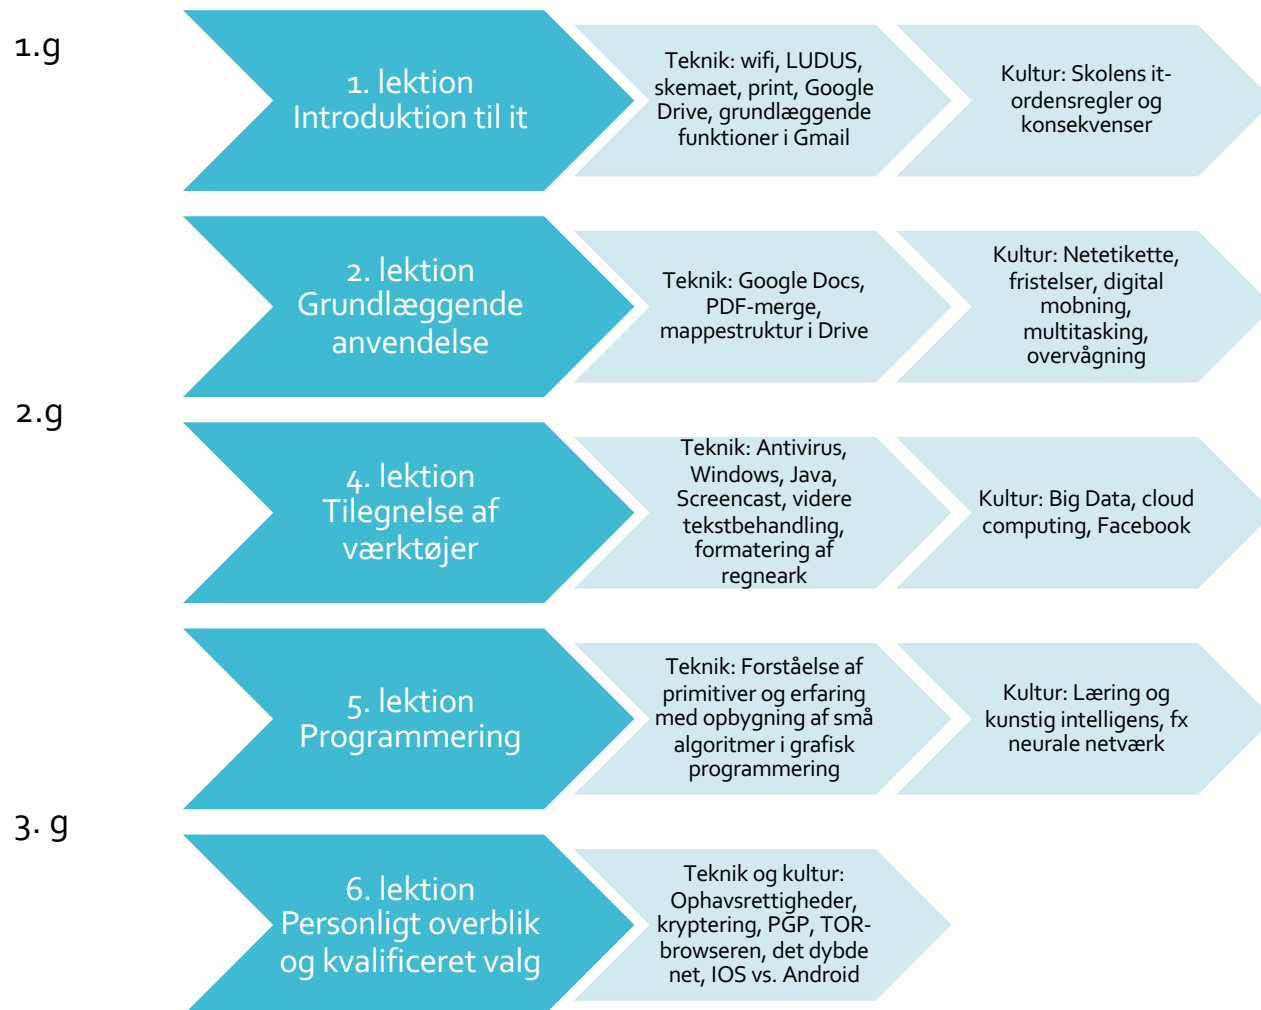 1.g
1. lektion
Introduktion til it
Teknik: wifi, LUDUS,
skemaet, print, Google
Drive, grundlæggende
funktioner i Gmail
Kultur: Skolens it-
ordensregler og
konsekvenser
2. lektion
Grundlæggende
anvendelse
Teknik: Google Docs,
PDF-merge,
mappestruktur i Drive
Kultur: Netetikette,
fristelser, digital
mobning,
multitasking,
overvågning
2.g
4. lektion
Tilegnelse af
værktøjer
Teknik: Antivirus,
Windows, Java,
Screencast, videre
tekstbehandling,
formatering af
regneark
Kultur: Big Data, cloud
computing, Facebook
5. lektion
Programmering
Teknik: Forståelse af
primitiver og erfaring
med opbygning af små
algoritmer i grafisk
programmering
Kultur: Læring og
kunstig intelligens, fx
neurale netværk
3. g
6. lektion
Personligt overblik
og kvalificeret valg
Teknik og kultur:
Ophavsrettigheder,
kryptering, PGP, TOR-
browseren, det dybde
net, IOS vs. Android